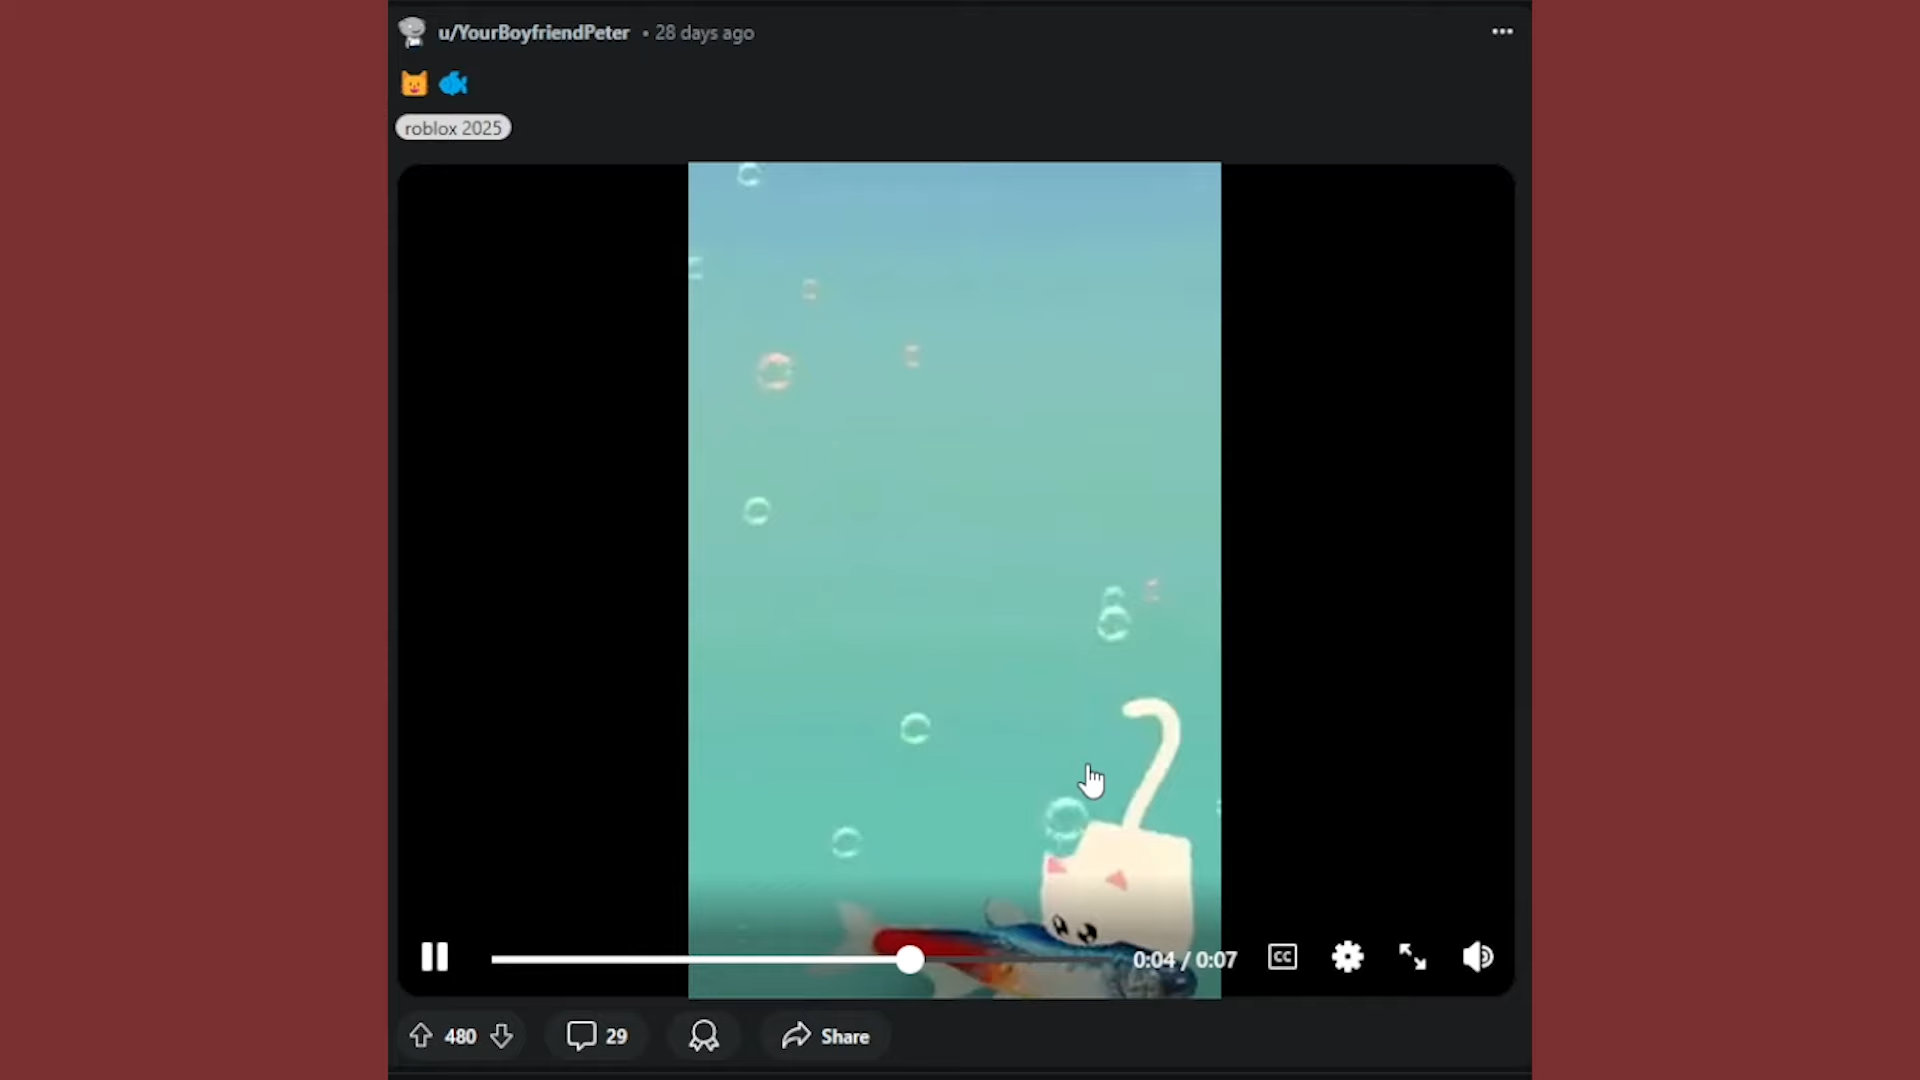 u/YourBoyfriendPeter • 28 days ago
roblox 2025
0:04 / 0:07
CC
480
29
Share